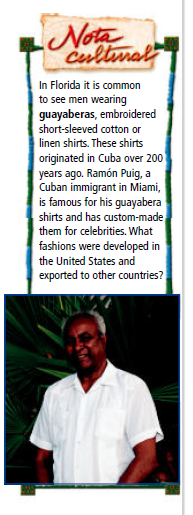 Nota
cultural
In Florida it is common
to see men wearing
guayaberas, embroidered
short-sleeved cotton or
linen shirts. These shirts
originated in Cuba over 200
years ago. Ramón Puig, a
Cuban immigrant in Miami,
is famous for his guayabera
shirts and has custom-made
them for celebrities. What
fashions were developed in
the United States and
exported to other countries?